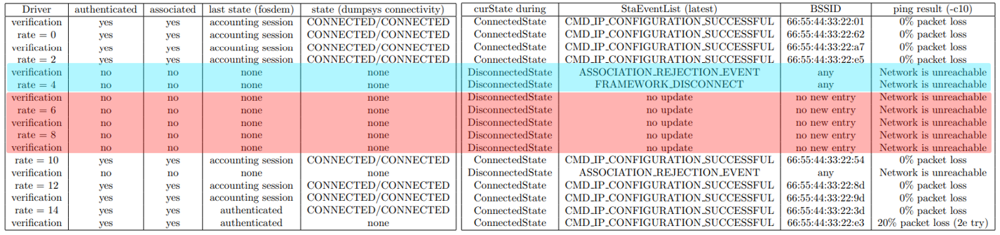 Driver authenticated associated last state (fosdem) state (dumpsys connectivity) curState during StaEventList (latest) BSSID ping result (-c10)
verification yes yes accounting session CONNECTED/CONNECTED ConnectedState CMD_IP_CONFIGURATION_SUCCESSFUL 66:55:44:33:22:01 0% packet loss
rate = 0 yes yes accounting session CONNECTED/CONNECTED ConnectedState CMD_IP_CONFIGURATION_SUCCESSFUL 66:55:44:33:22:62 0% packet loss
verification yes yes accounting session CONNECTED/CONNECTED ConnectedState CMD_IP_CONFIGURATION_SUCCESSFUL 66:55:44:33:22:a7 0% packet loss
rate = 2 yes yes accounting session CONNECTED/CONNECTED ConnectedState CMD_IP_CONFIGURATION_SUCCESSFUL 66:55:44:33:22:e5 0% packet loss
verification no no none none DisconnectedState ASSOCIATION_REJECTION_EVENT any Network is unreachable
rate = 4 no no none none DisconnectedState FRAMEWORK_DISCONNECT any Network is unreachable
verification no no none none DisconnectedState no update no new entry Network is unreachable
rate = 6 no no none none DisconnectedState no update no new entry Network is unreachable
verification no no none none DisconnectedState no update no new entry Network is unreachable
rate = 8 no no none none DisconnectedState no update no new entry Network is unreachable
verification no no none none DisconnectedState no update no new entry Network is unreachable
rate = 10 yes yes accounting session CONNECTED/CONNECTED ConnectedState CMD_IP_CONFIGURATION_SUCCESSFUL 66:55:44:33:22:54 0% packet loss
verification no no none none DisconnectedState ASSOCIATION_REJECTION_EVENT any Network is unreachable
rate = 12 yes yes accounting session CONNECTED/CONNECTED ConnectedState CMD_IP_CONFIGURATION_SUCCESSFUL 66:55:44:33:22:8d 0% packet loss
verification yes yes accounting session CONNECTED/CONNECTED ConnectedState CMD_IP_CONFIGURATION_SUCCESSFUL 66:55:44:33:22:9d 0% packet loss
rate = 14 yes yes authenticated CONNECTED/CONNECTED ConnectedState CMD_IP_CONFIGURATION_SUCCESSFUL 66:55:44:33:22:3d 0% packet loss
verification yes yes authenticated none ConnectedState CMD_IP_CONFIGURATION_SUCCESSFUL 66:55:44:33:22:e3 20% packet loss (2e try)